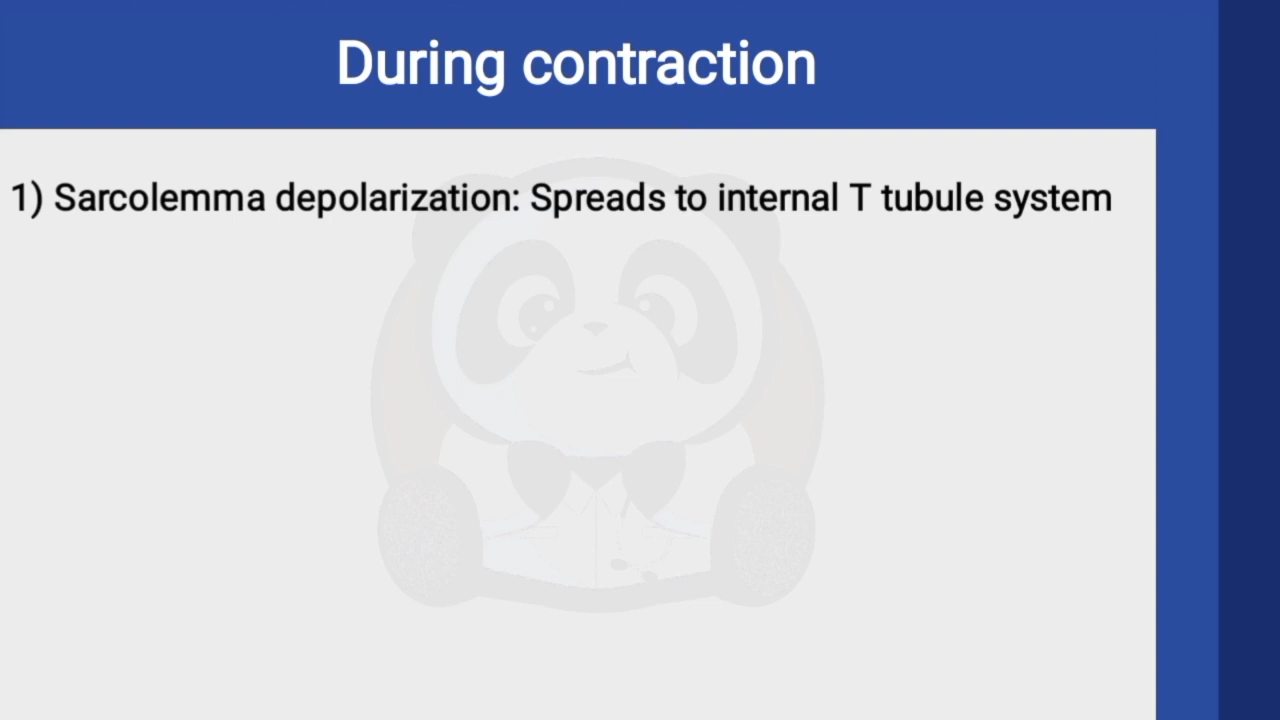 During contraction
1) Sarcolemma depolarization: Spreads to internal T tubule system